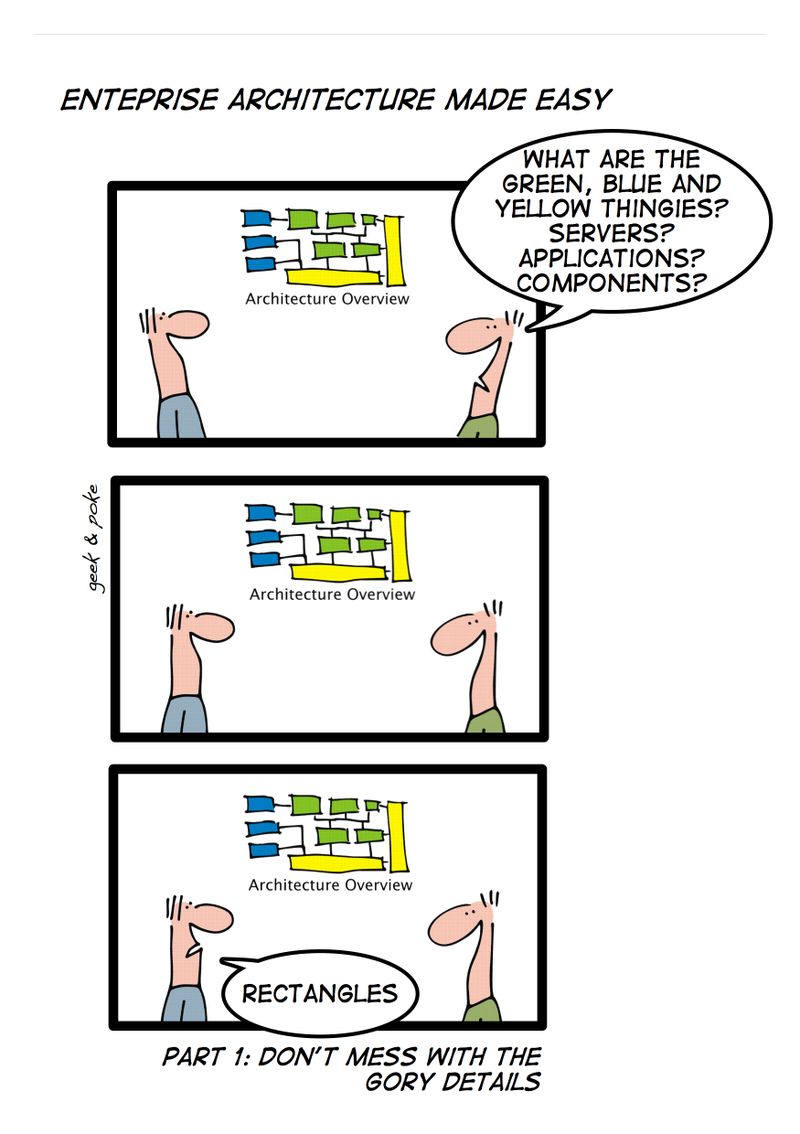 ENTEPRISE ARCHITECTURE MADE EASY
WHAT ARE THE
GREEN, BLUE AND
YELLOW THINGIES?
SERVERS?
APPLICATIONS?
COMPONENTS?
Architecture Overview
geek & poke
Architecture Overview
Architecture Overview
RECTANGLES
PART 1: DON'T MESS WITH THE
GORY DETAILS